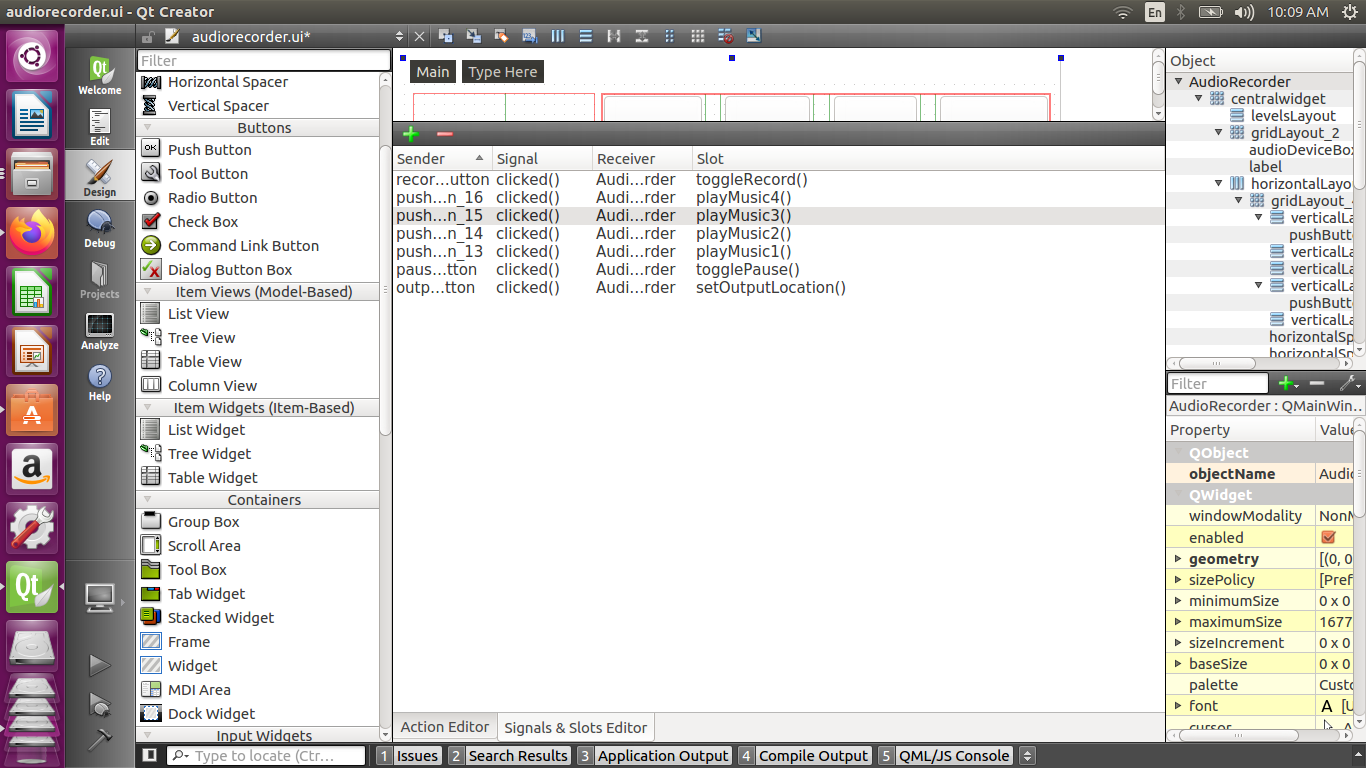 audiorecorder.ui - Qt Creator
En
10:09 AM
audiorecorder.ui*
Welcome
Edit
Design
Debug
Projects
Analyze
Help
Filter
Horizontal Spacer
Vertical Spacer
Buttons
Push Button
Tool Button
Radio Button
Check Box
Command Link Button
Dialog Button Box
Item Views (Model-Based)
List View
Tree View
Table View
Column View
Item Widgets (Item-Based)
List Widget
Tree Widget
Table Widget
Containers
Group Box
Scroll Area
Tool Box
Tab Widget
Stacked Widget
Frame
Widget
MDI Area
Dock Widget
Input Widgets
Main Type Here
Sender Signal Receiver Slot
recor...utton clicked() Audi...rder toggleRecord()
push...n_16 clicked() Audi...rder playMusic4()
push...n_15 clicked() Audi...rder playMusic3()
push...n_14 clicked() Audi...rder playMusic2()
push...n_13 clicked() Audi...rder playMusic1()
paus...tton clicked() Audi...rder togglePause()
outp...tton clicked() Audi...rder setOutputLocation()
Action Editor Signals & Slots Editor
Object
AudioRecorder
centralwidget
levelsLayout
gridLayout_2
audioDeviceBox
label
horizontalLayo
gridLayout_
verticalLa
pushButt
verticalLa
verticalLa
verticalLa
pushButt
verticalLa
horizontalSp
horizontalSp
Filter
AudioRecorder : QMainWin...
Property Value
QObject
objectName Audio
QWidget
windowModality NonM
enabled
geometry [(0, 0
sizePolicy [Pref
minimumSize 0 x 0
maximumSize 1677
sizeIncrement 0 x 0
baseSize 0 x 0
palette Custo
font A [U
cursor
Type to locate (Ctr...
1 Issues 2 Search Results 3 Application Output 4 Compile Output 5 QML/JS Console